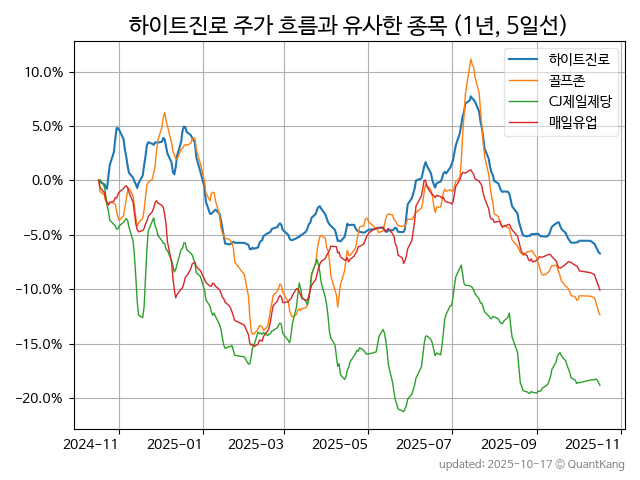 하이트진로 주가 흐름과 유사한 종목 (1년, 5일선)
하이트진로
골프존
CJ제일제당
매일유업
10.0%
5.0%
0.0%
-5.0%
-10.0%
-15.0%
-20.0%
2024-11 2025-01 2025-03 2025-05 2025-07 2025-09 2025-11
updated: 2025-10-17 © QuantKang